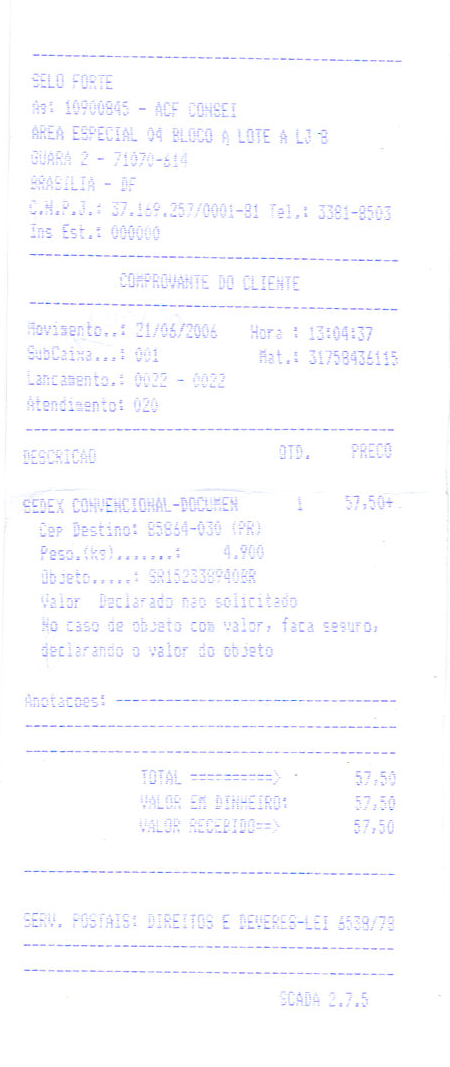 SELO FORTE
Ag: 10900845 - ACF CONSEI
AREA ESPECIAL 04 BLOCO A LOTE A LJ 8
GUARA 2 - 71070-614
BRASILIA - DF
C.N.P.J.: 37.169.257/0001-81 Tel.: 3381-8503
Ins Est.: 000000
COMPROVANTE DO CLIENTE
Movimento..: 21/06/2006 Hora : 13:04:37
SubCaixa...: 001 Mat.: 31758436115
Lancamento.: 0022 - 0022
Atendimento: 020
DESCRICAO QTD. PRECO
SEDEX CONVENCIONAL-DOCUMEN 1 57,50+
Cep Destino: 85864-030 (PR)
Peso.(kg).......: 4.900
Objeto.....: SR152338940BR
Valor Declarado nao solicitado
No caso de objeto com valor, faca seguro,
declarando o valor do objeto
Anotacoes:
TOTAL ==========> 57,50
VALOR EM DINHEIRO: 57,50
VALOR RECEBIDO==> 57,50
SERV. POSTAIS: DIREITOS E DEVERES-LEI 6538/78
SCADA 2.7.5